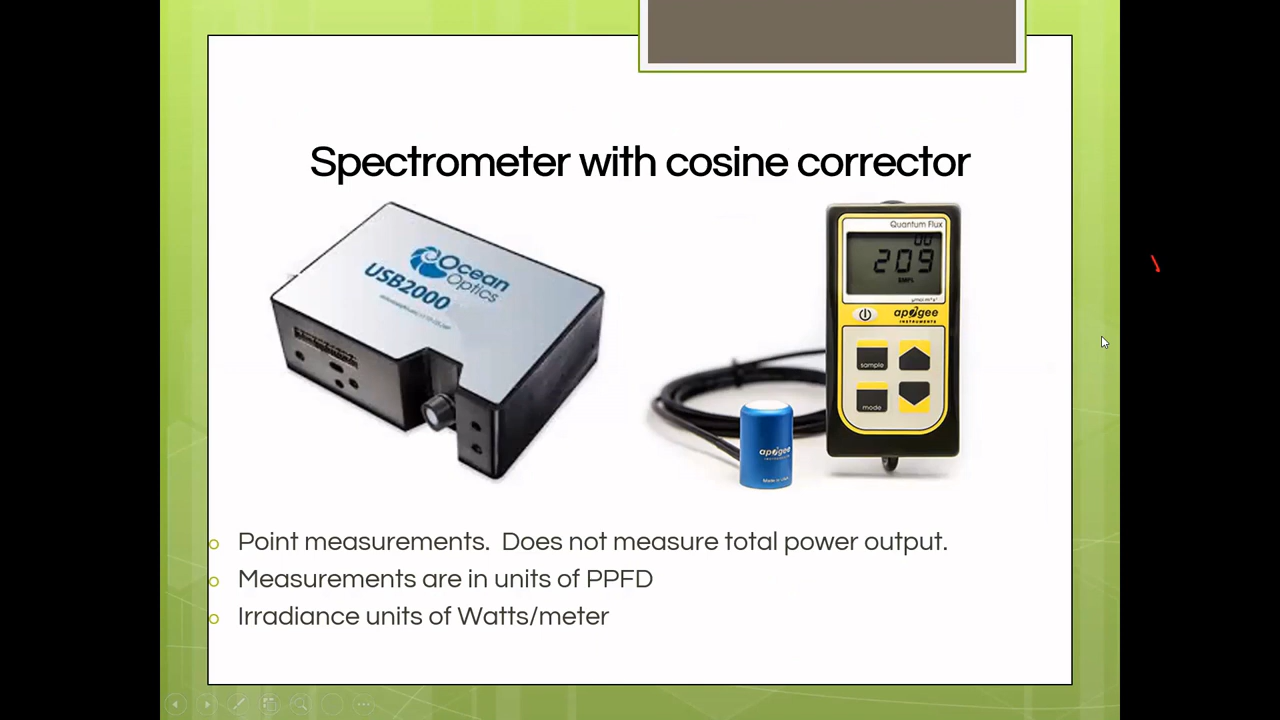 Spectrometer with cosine corrector
Ocean
Optics
USB2000
Quantum Flux
209
apogee
INSTRUMENTS
sample
mode
apogee
Point measurements. Does not measure total power output.
Measurements are in units of PPFD
Irradiance units of Watts/meter